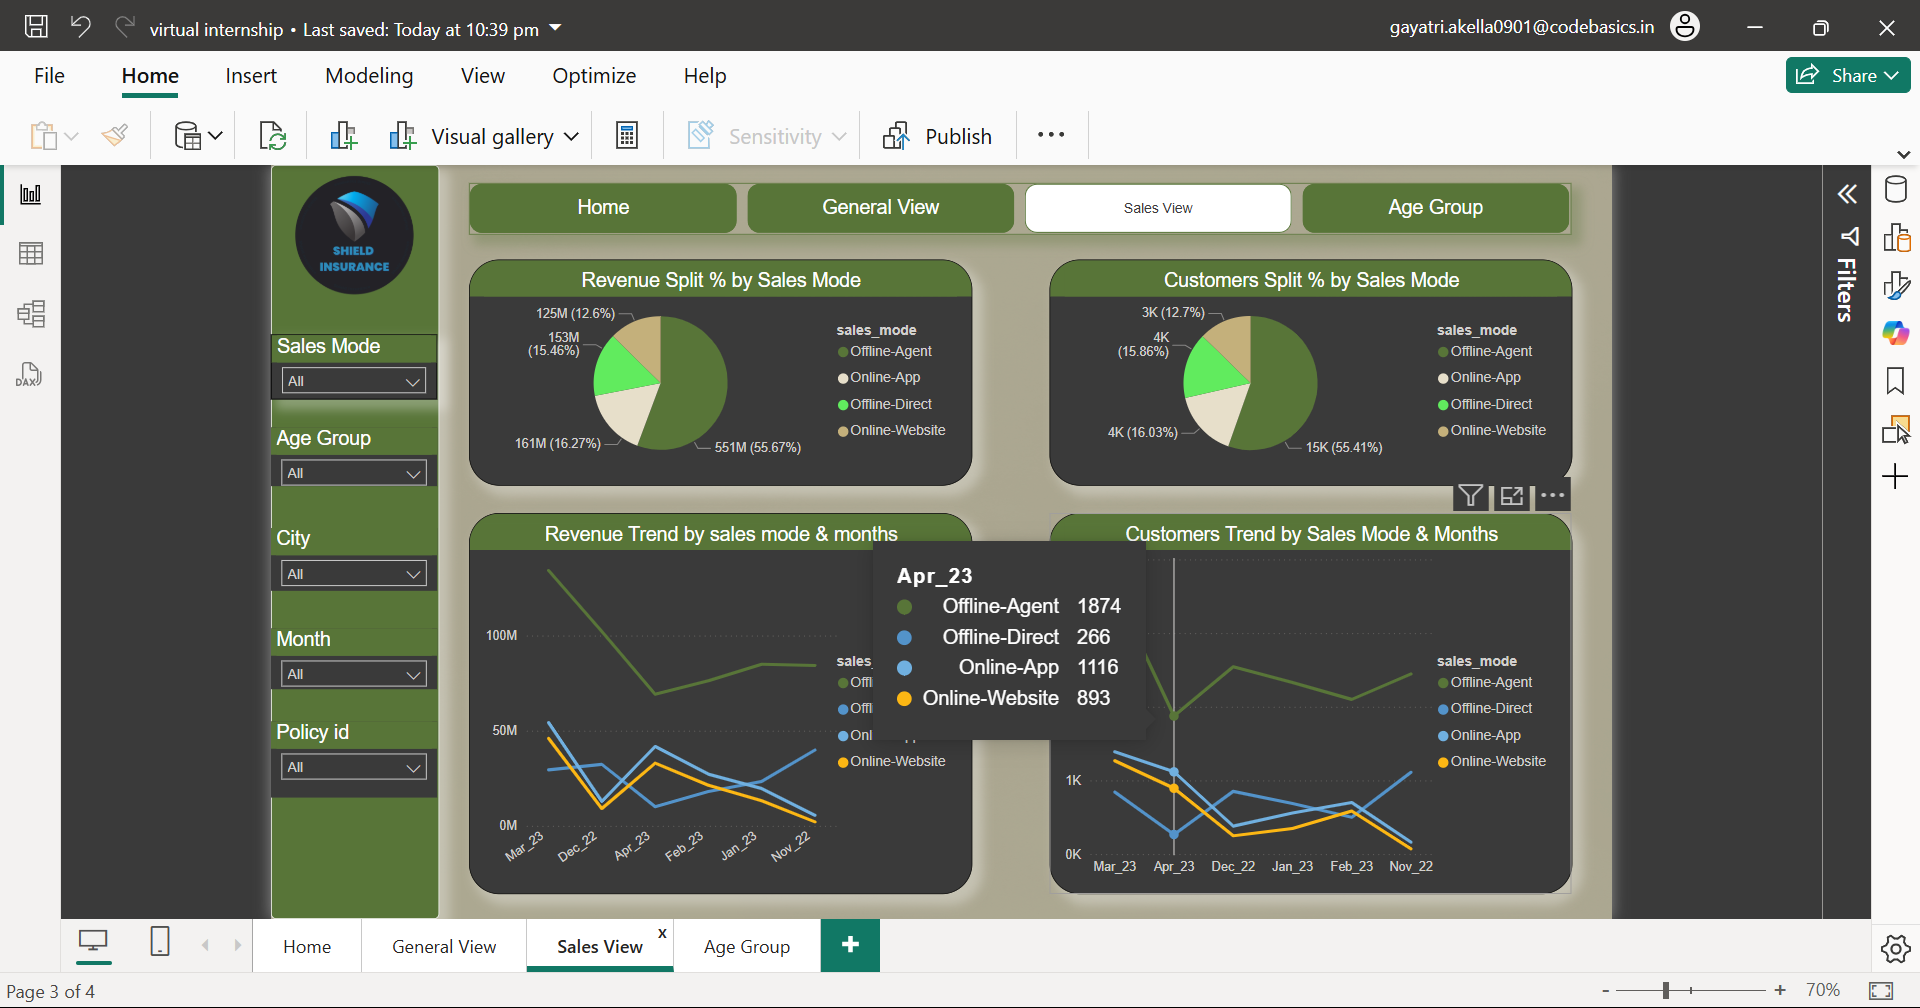 virtual internship • Last saved: Today at 10:39 pm
gayatri.akella0901@codebasics.in
File
Home
Insert
Modeling
View
Optimize
Help
Share
Visual gallery
Sensitivity
Publish
DAX
SHIELD
INSURANCE
Home
General View
Sales View
Age Group
Filters
Sales Mode
All
Age Group
All
City
All
Month
All
Policy id
All
Revenue Split % by Sales Mode
125M (12.6%)
153M
(15.46%)
161M (16.27%)
551M (55.67%)
sales_mode
Offline-Agent
Online-App
Offline-Direct
Online-Website
Customers Split % by Sales Mode
3K (12.7%)
4K
(15.86%)
4K (16.03%)
15K (55.41%)
sales_mode
Offline-Agent
Online-App
Offline-Direct
Online-Website
Revenue Trend by sales mode & months
100M
50M
0M
Mar_23
Dec_22
Apr_23
Feb_23
Jan_23
Nov_22
sales_
Offl
Offl
Onl
Online-Website
Apr_23
Offline-Agent 1874
Offline-Direct 266
Online-App 1116
Online-Website 893
Customers Trend by Sales Mode & Months
1K
0K
Mar_23
Apr_23
Dec_22
Jan_23
Feb_23
Nov_22
sales_mode
Offline-Agent
Offline-Direct
Online-App
Online-Website
Home
General View
Sales View
x
Age Group
+
Page 3 of 4
- + 70%